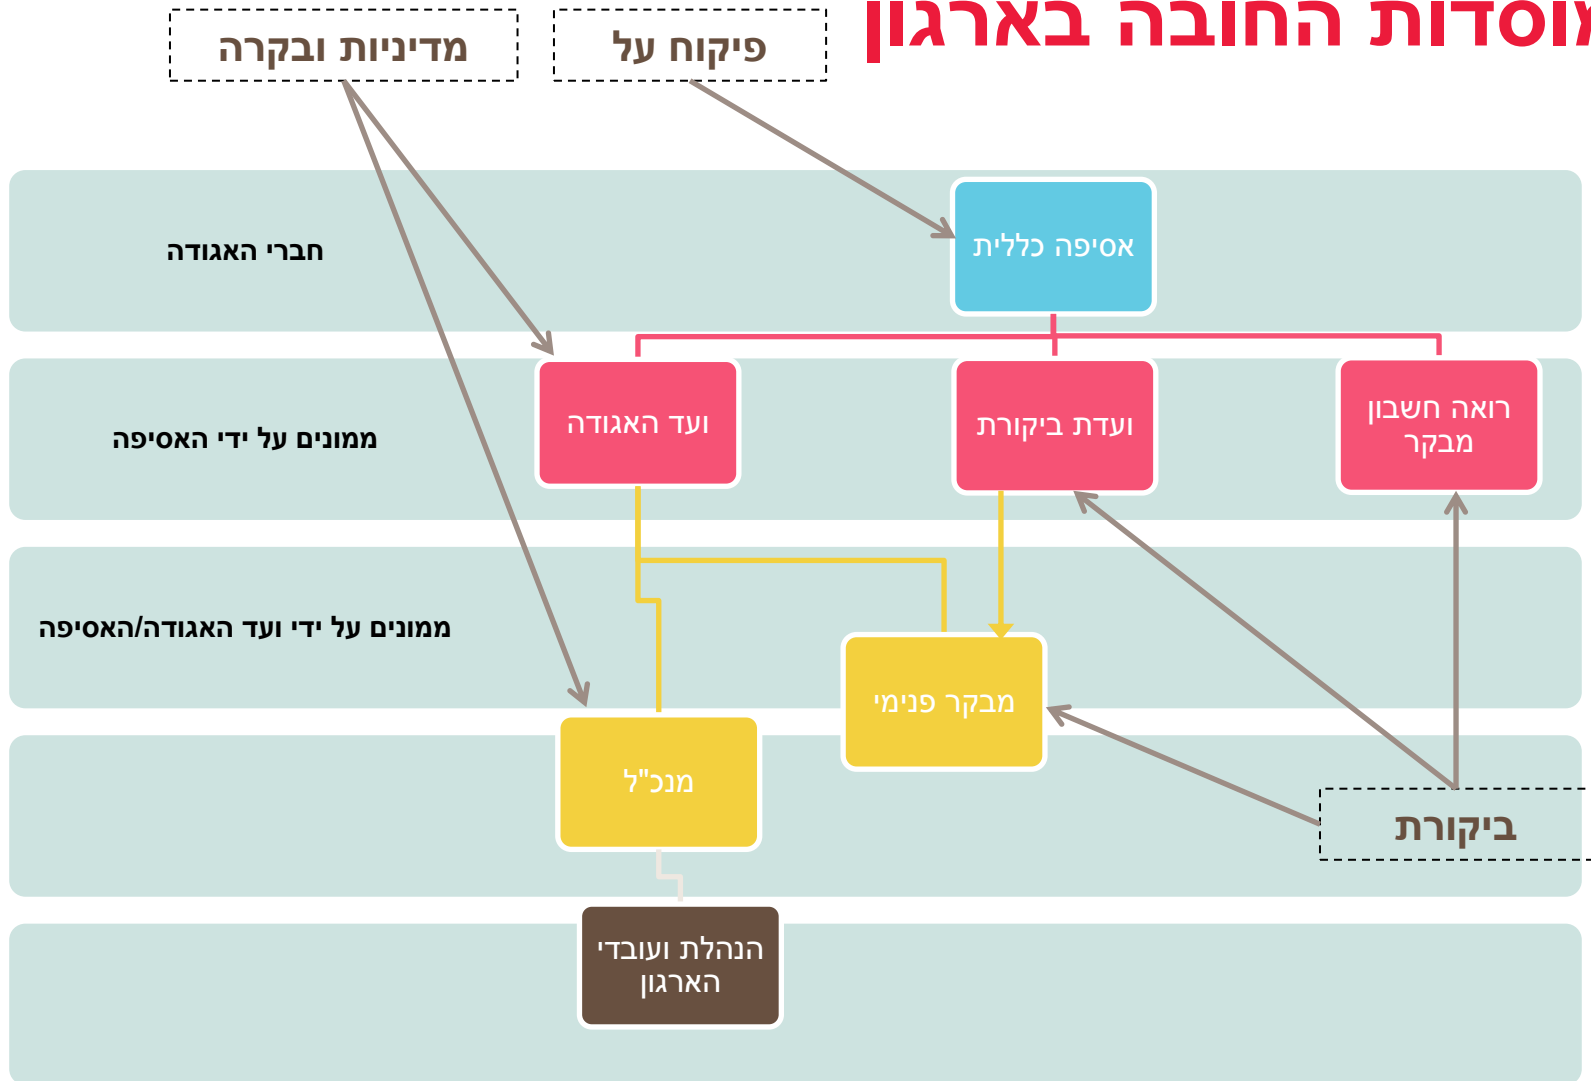 מוסדות החובה בארגון
פיקוח על
מדיניות ובקרה
אסיפה כללית
חברי האגודה
רואה חשבון
מבקר
ועדת ביקורת
ועד האגודה
ממונים על ידי האסיפה
ממונים על ידי ועד האגודה/האסיפה
מבקר פנימי
מנכ"ל
ביקורת
הנהלת ועובדי
הארגון